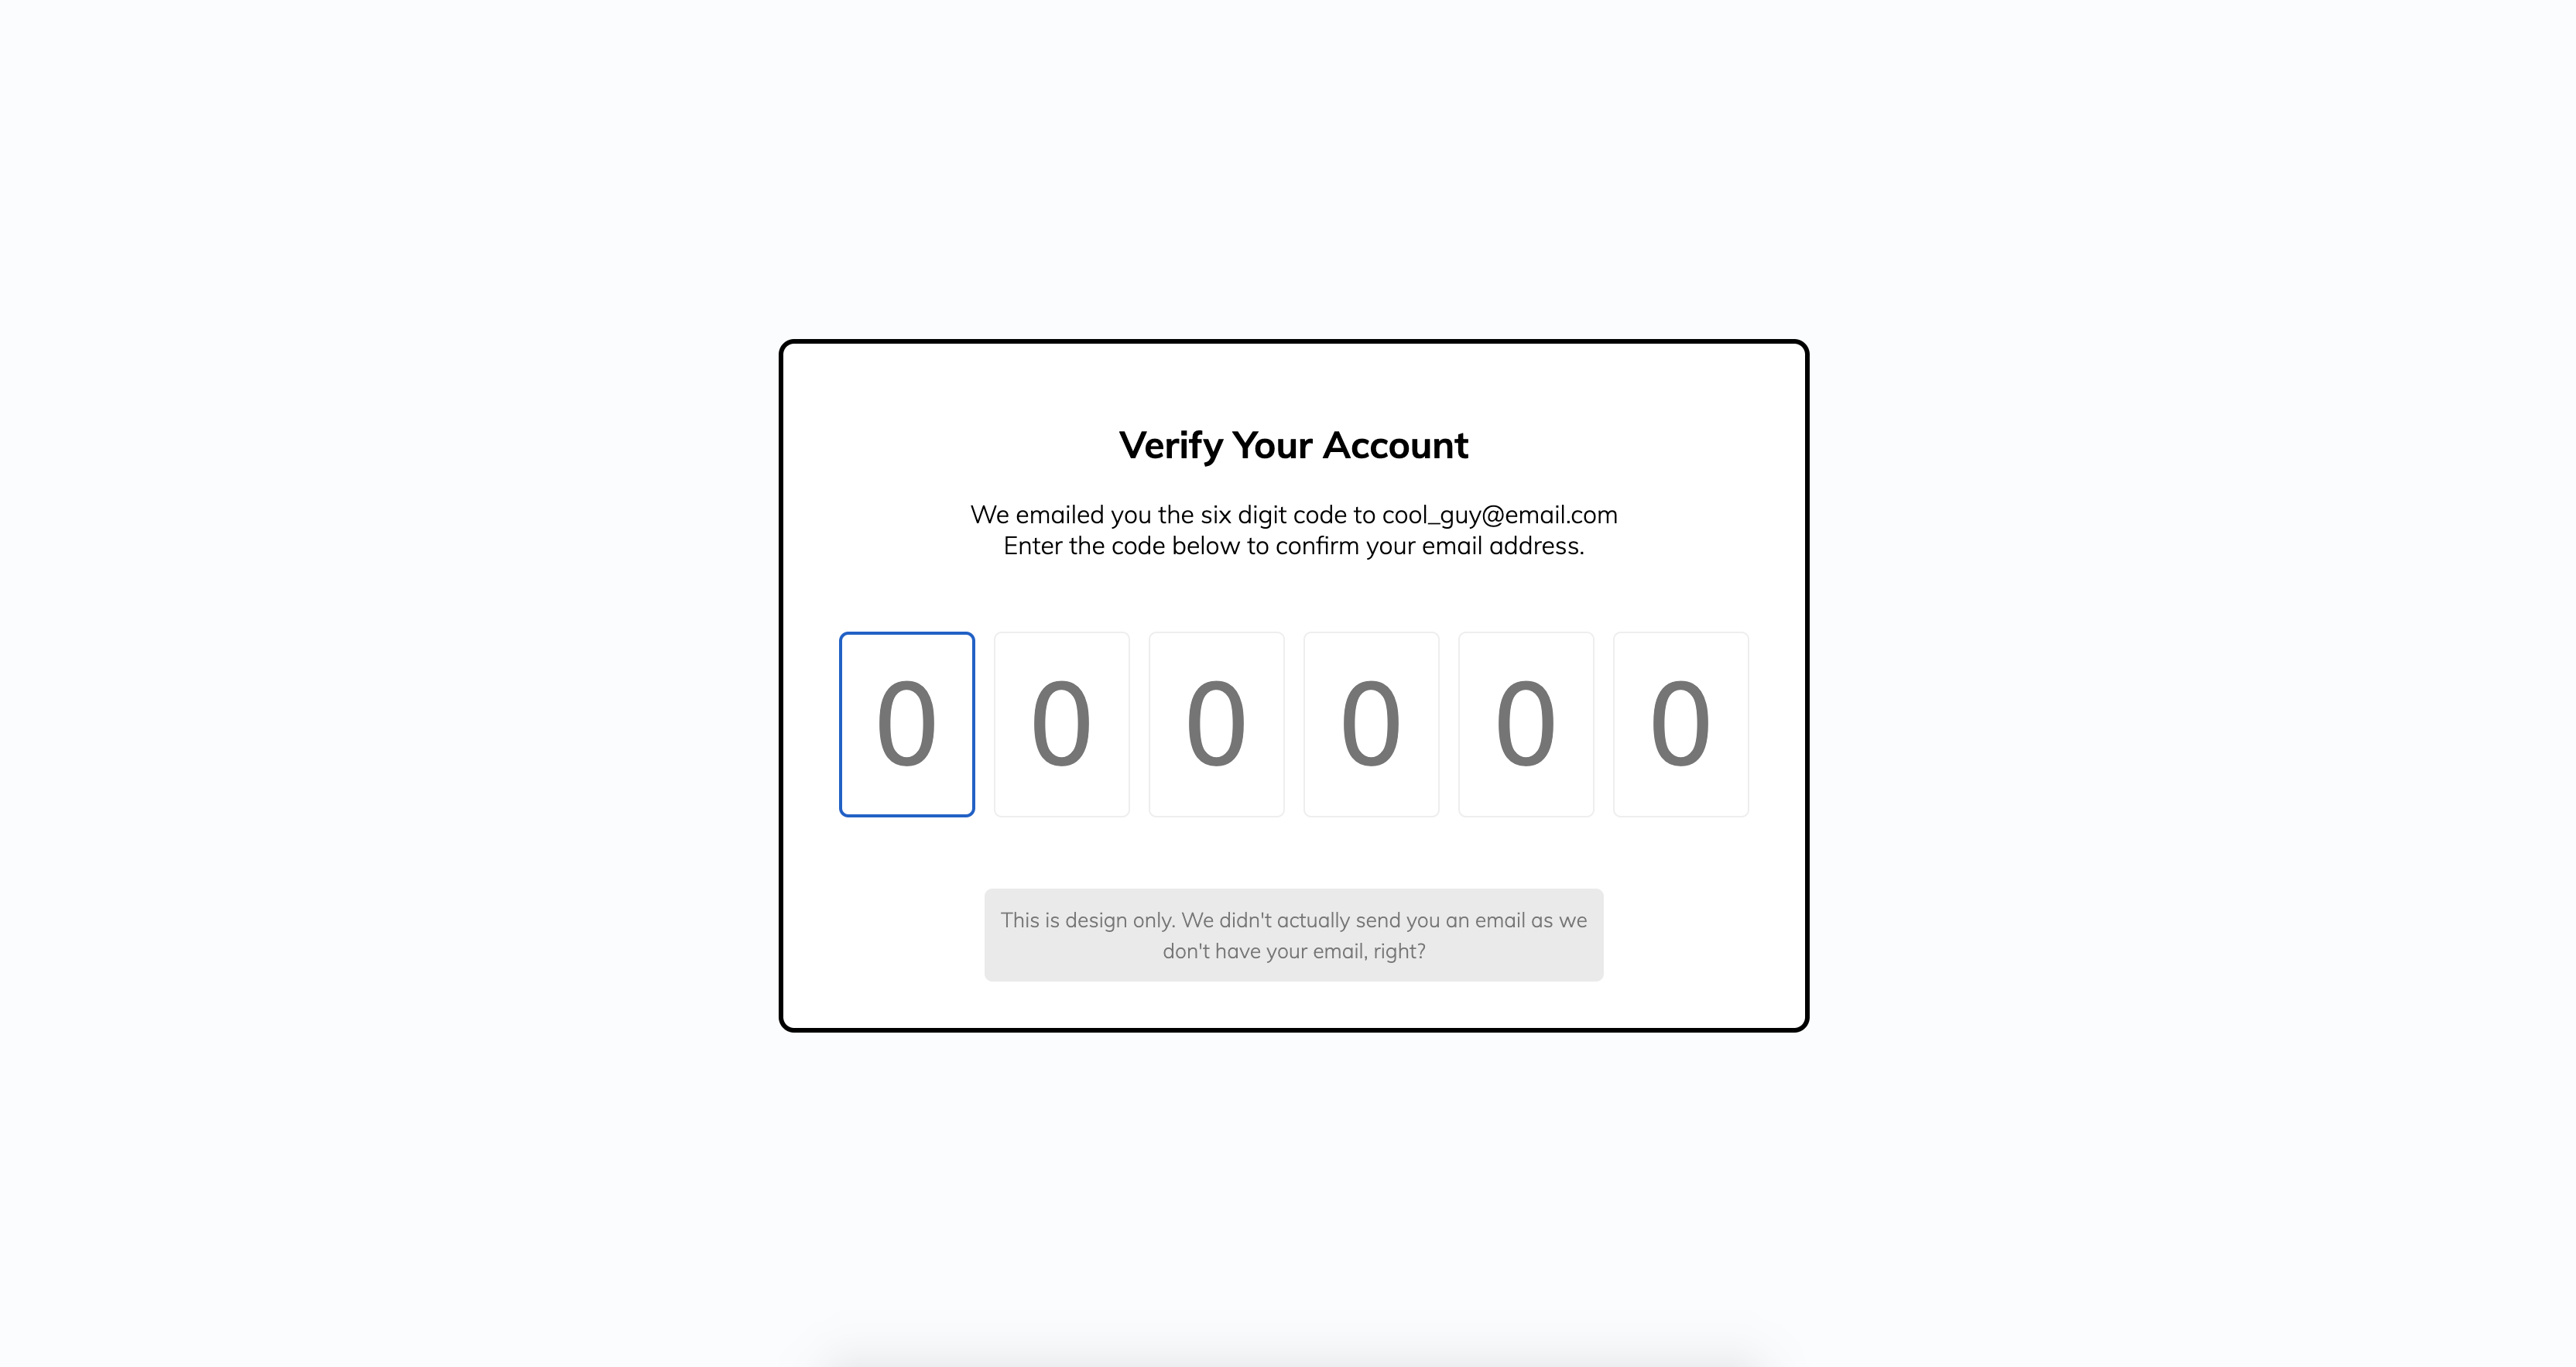 Verify Your Account
We emailed you the six digit code to cool_guy@email.com
Enter the code below to confirm your email address.
0 0 0 0 0 0
This is design only. We didn't actually send you an email as we
don't have your email, right?